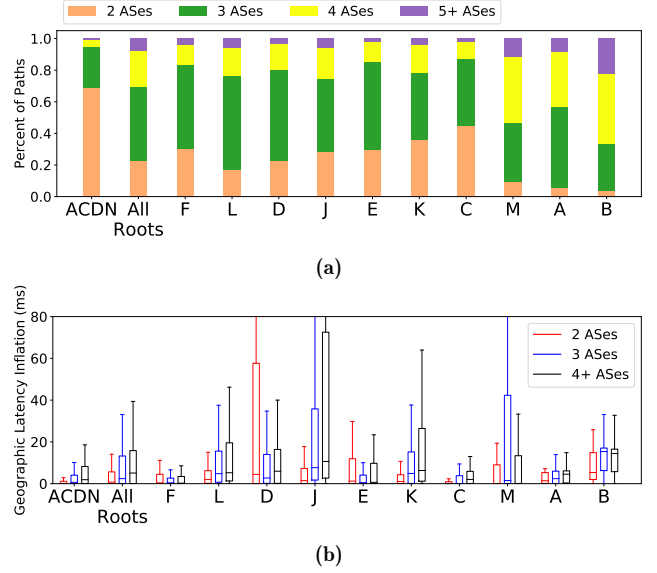 2 ASes 3 ASes 4 ASes 5+ ASes
1.0
0.8
0.6
0.4
0.2
0.0
Percent of Paths
ACDN All Roots F L D J E K C M A B
(a)
80
60
40
20
0
Geographic Latency Inflation (ms)
2 ASes
3 ASes
4+ ASes
ACDN All Roots F L D J E K C M A B
(b)